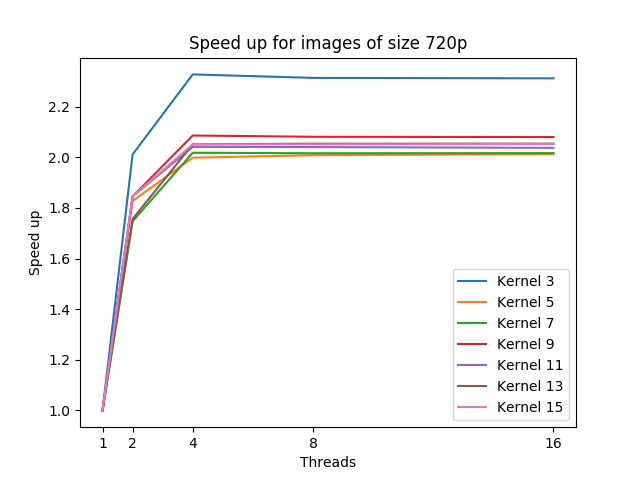 Speed up for images of size 720p
Speed up
2.2
2.0
1.8
1.6
1.4
1.2
1.0
Kernel 3
Kernel 5
Kernel 7
Kernel 9
Kernel 11
Kernel 13
Kernel 15
1 2 4 8 16
Threads